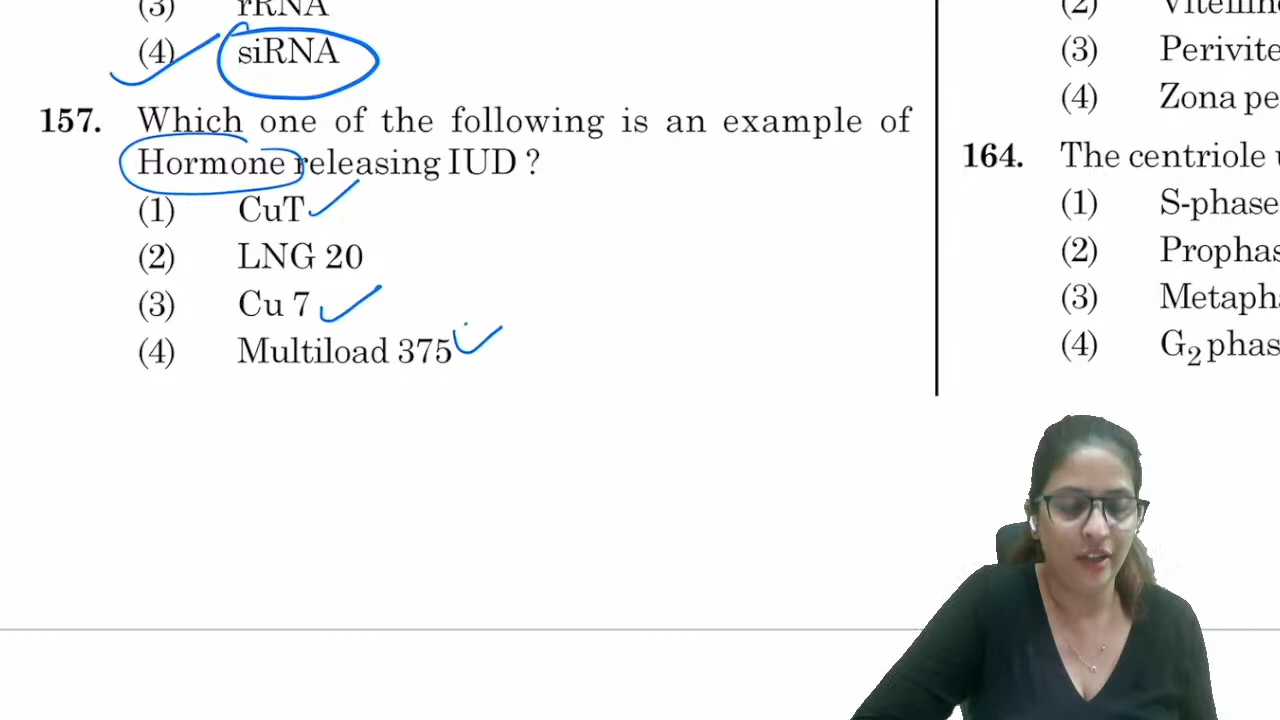 (3) rRNA
(4) siRNA
157. Which one of the following is an example of
Hormone releasing IUD ?
(1) CuT
(2) LNG 20
(3) Cu 7
(4) Multiload 375
(2)
(3) Perivite
(4) Zona pe
164. The centriole u
(1) S-phase
(2) Prophas
(3) Metapha
(4) G₂ phas